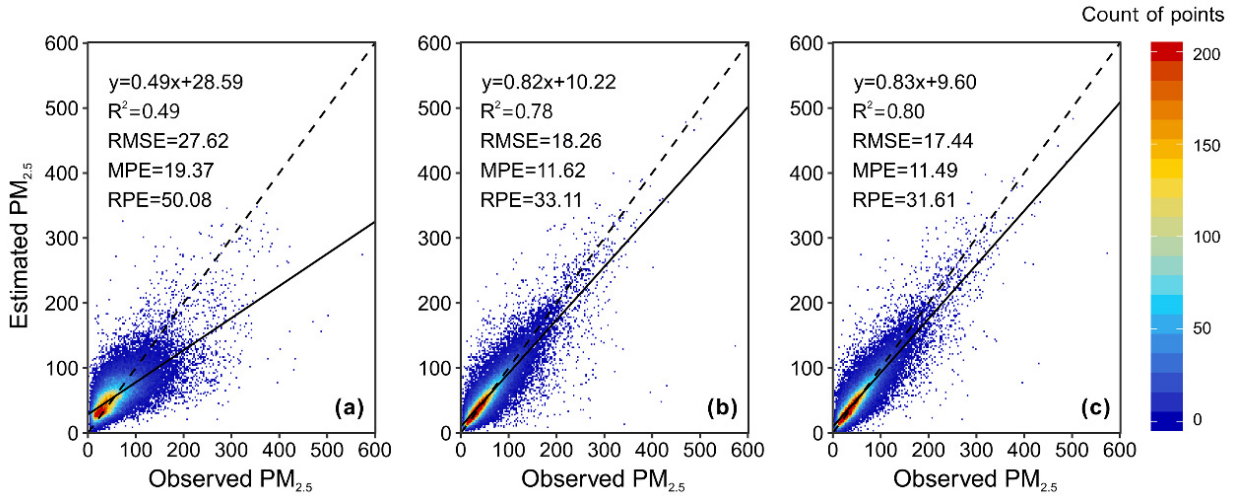 Count of points
600
500
400
300
200
100
0
0
100
200
300
400
500
600
Estimated PM2.5
Observed PM2.5
y=0.49x+28.59
R²=0.49
RMSE=27.62
MPE=19.37
RPE=50.08
(a)
600
500
400
300
200
100
0
0
100
200
300
400
500
600
Observed PM2.5
y=0.82x+10.22
R²=0.78
RMSE=18.26
MPE=11.62
RPE=33.11
(b)
600
500
400
300
200
100
0
0
100
200
300
400
500
600
Observed PM2.5
y=0.83x+9.60
R²=0.80
RMSE=17.44
MPE=11.49
RPE=31.61
(c)
200
150
100
50
0